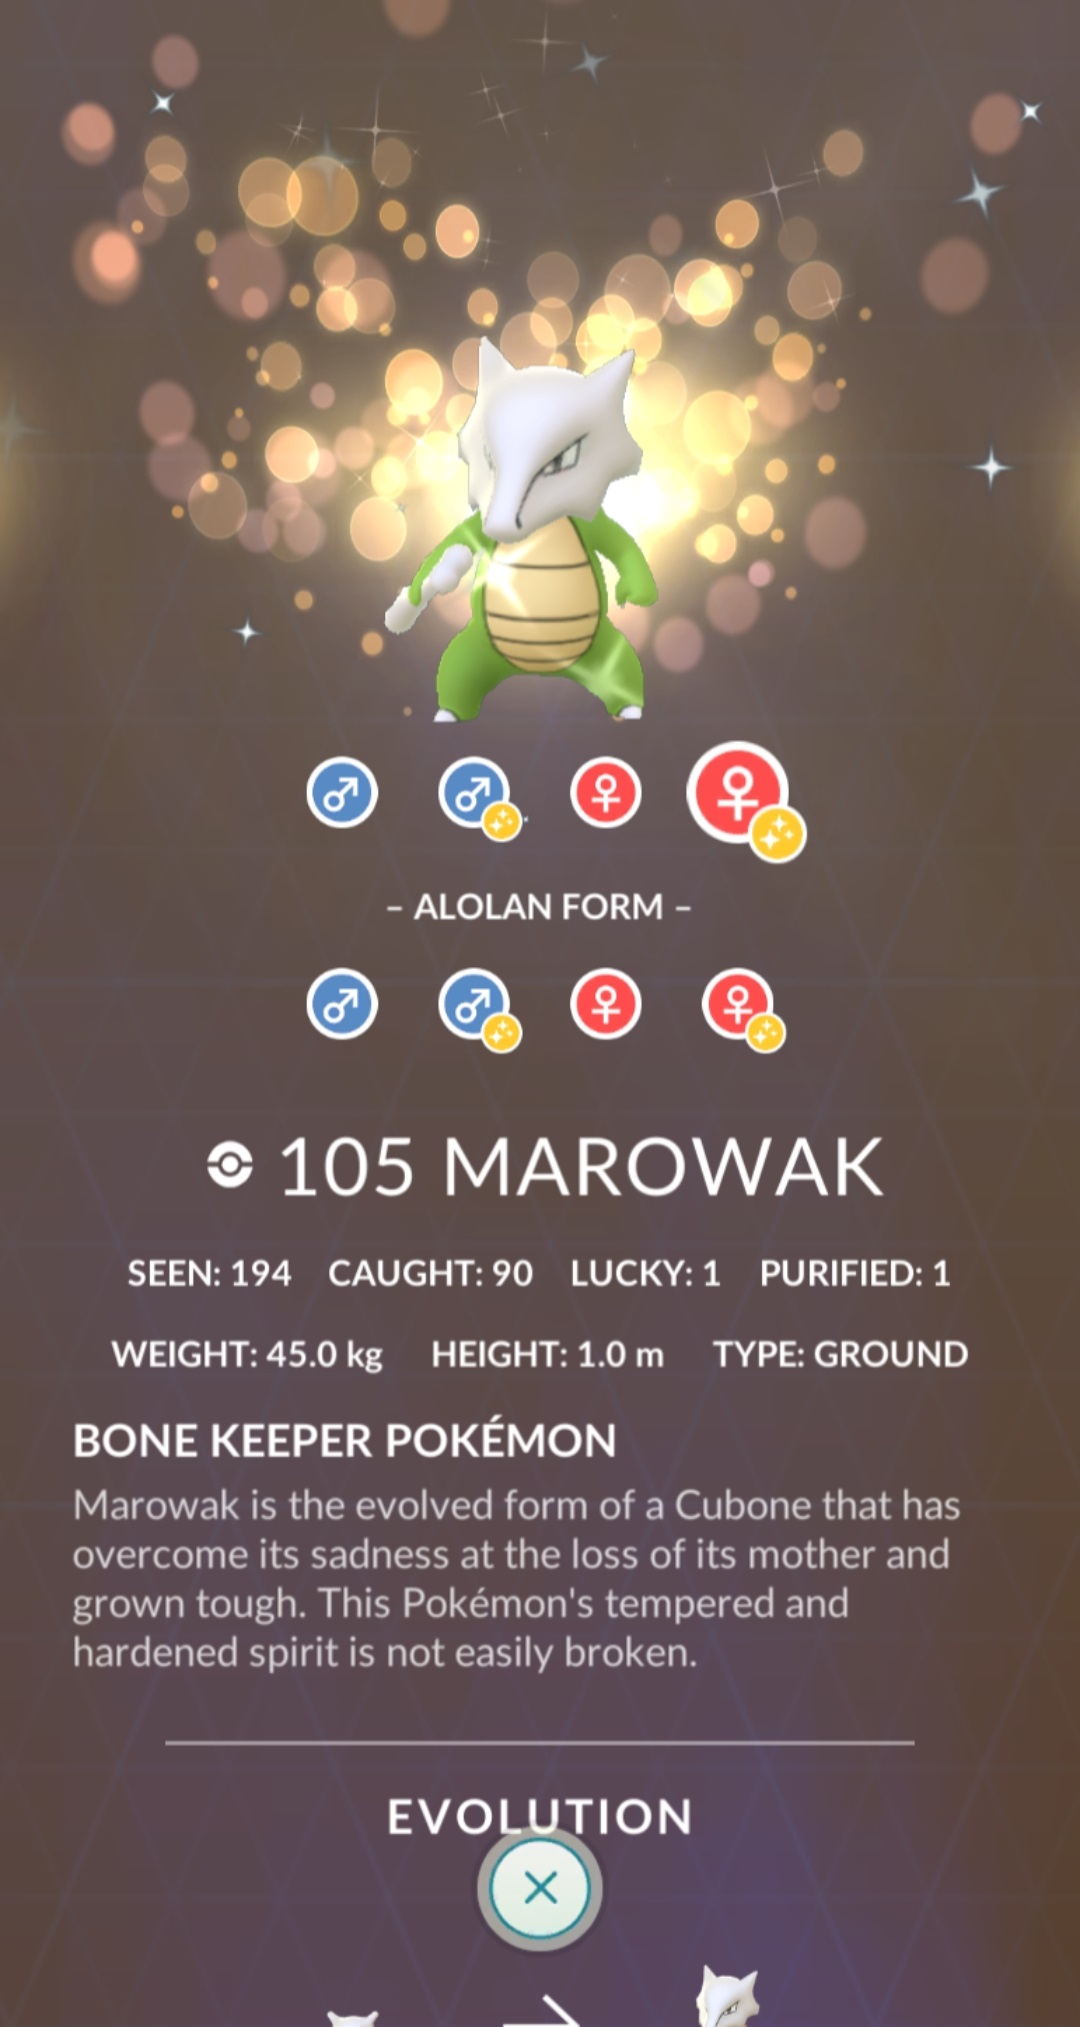 – ALOLAN FORM –
105 MAROWAK
SEEN: 194 CAUGHT: 90 LUCKY: 1 PURIFIED: 1
WEIGHT: 45.0 kg HEIGHT: 1.0 m TYPE: GROUND
BONE KEEPER POKÉMON
Marowak is the evolved form of a Cubone that has
overcome its sadness at the loss of its mother and
grown tough. This Pokémon's tempered and
hardened spirit is not easily broken.
EVOLUTION